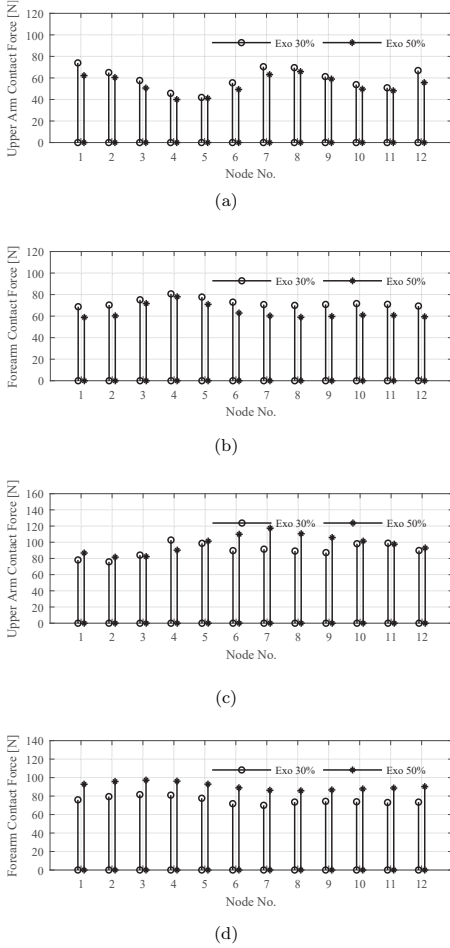 Upper Arm Contact Force [N]
120
100
80
60
40
20
0
Exo 30% Exo 50%
1 2 3 4 5 6 7 8 9 10 11 12
Node No.
(a)
Forearm Contact Force [N]
120
100
80
60
40
20
0
Exo 30% Exo 50%
1 2 3 4 5 6 7 8 9 10 11 12
Node No.
(b)
Upper Arm Contact Force [N]
160
140
120
100
80
60
40
20
0
Exo 30% Exo 50%
1 2 3 4 5 6 7 8 9 10 11 12
Node No.
(c)
Forearm Contact Force [N]
140
120
100
80
60
40
20
0
Exo 30% Exo 50%
1 2 3 4 5 6 7 8 9 10 11 12
Node No.
(d)